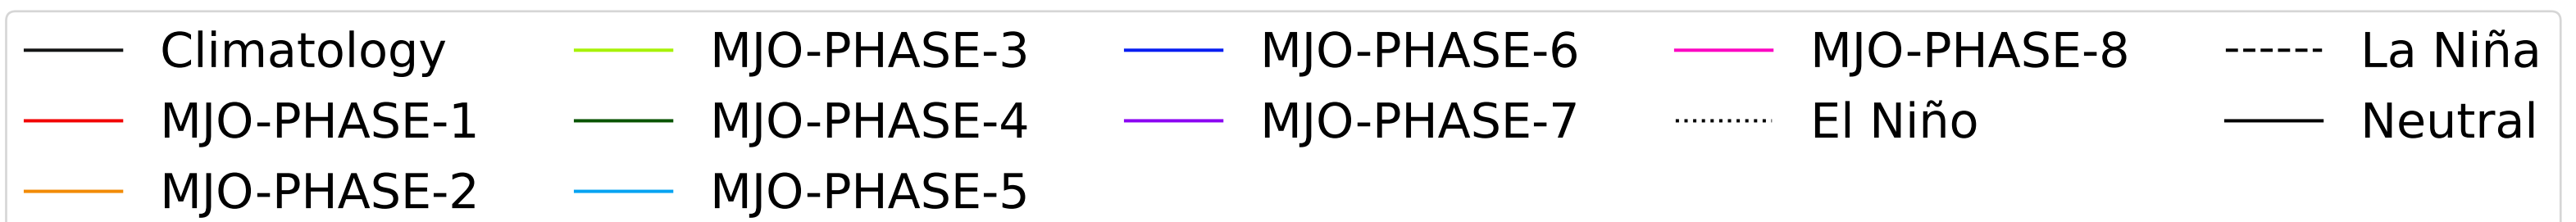 Climatology MJO-PHASE-3 MJO-PHASE-6 MJO-PHASE-8 La Niña
MJO-PHASE-1 MJO-PHASE-4 MJO-PHASE-7 El Niño Neutral
MJO-PHASE-2 MJO-PHASE-5